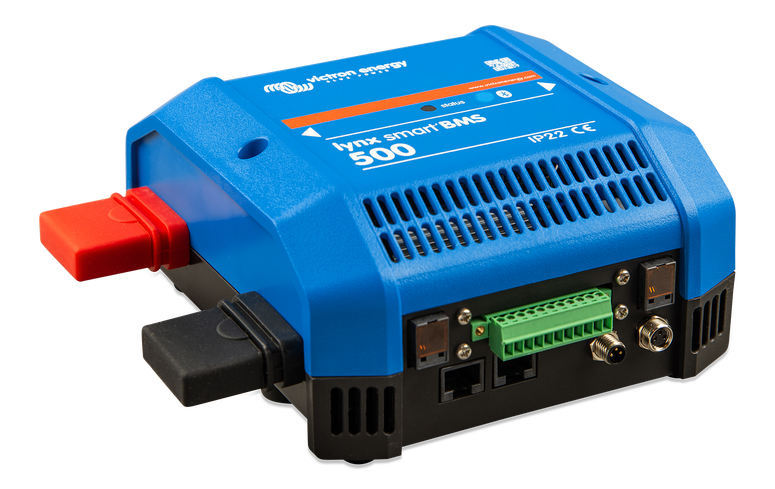 victron energy
BLUE POWER
www.victronenergy.com
status
lynx smart BMS
500
IP22 CE